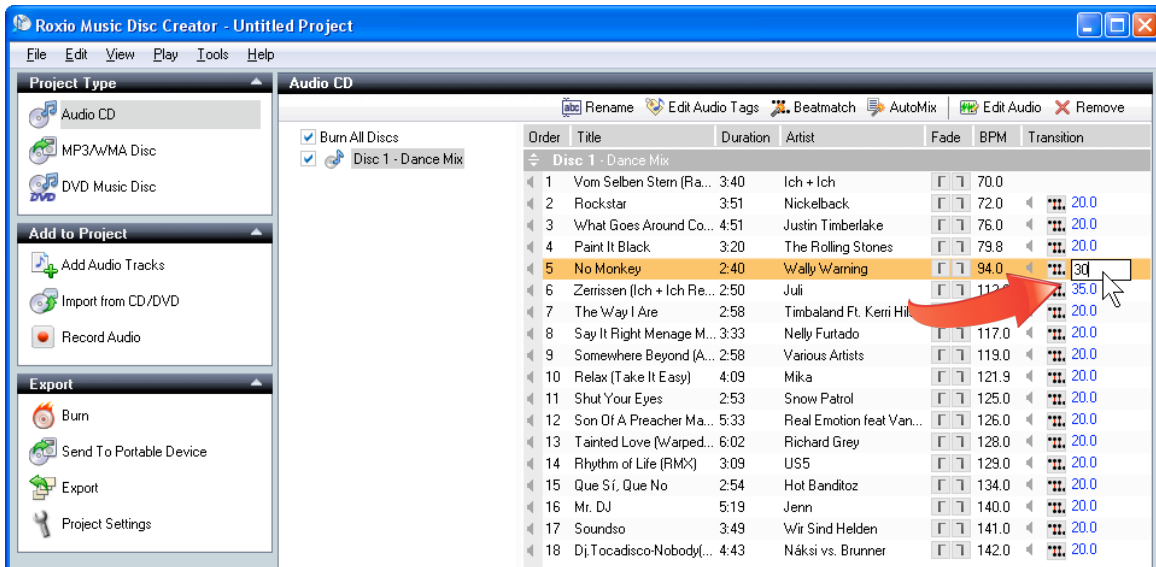 Roxio Music Disc Creator - Untitled Project
File Edit View Play Tools Help
Project Type
Audio CD
MP3/WMA Disc
DVD Music Disc
DVD
Add to Project
Add Audio Tracks
Import from CD/DVD
Record Audio
Export
Burn
Send To Portable Device
Export
Project Settings
Audio CD
abc Rename Edit Audio Tags Beatmatch AutoMix Edit Audio Remove
Burn All Discs
Disc 1 - Dance Mix
Order Title Duration Artist Fade BPM Transition
Disc 1 - Dance Mix
1 Vom Selben Stern (Ra... 3:40 Ich + Ich 70.0
2 Rockstar 3:51 Nickelback 72.0 20.0
3 What Goes Around Co... 4:51 Justin Timberlake 76.0 20.0
4 Paint It Black 3:20 The Rolling Stones 79.8 20.0
5 No Monkey 2:40 Wally Warning 94.0 30
6 Zerrissen (Ich + Ich Re... 2:50 Juli 35.0
7 The Way I Are 2:58 Timbaland Ft. Kerri 20.0
8 Say It Right Menage M... 3:33 Nelly Furtado 117.0 20.0
9 Somewhere Beyond (A... 2:58 Various Artists 119.0 20.0
10 Relax (Take It Easy) 4:09 Mika 121.9 20.0
11 Shut Your Eyes 2:53 Snow Patrol 125.0 20.0
12 Son Of A Preacher Ma... 5:33 Real Emotion feat Van... 126.0 20.0
13 Tainted Love (Warped... 6:02 Richard Grey 128.0 20.0
14 Rhythm of Life (RMX) 3:09 US5 129.0 20.0
15 Que Sí, Que No 2:54 Hot Banditoz 134.0 20.0
16 Mr. DJ 5:19 Jenn 140.0 20.0
17 Soundso 3:49 Wir Sind Helden 141.0 20.0
18 Dj.Tocadisco-Nobody(... 4:43 Náksi vs. Brunner 142.0 20.0